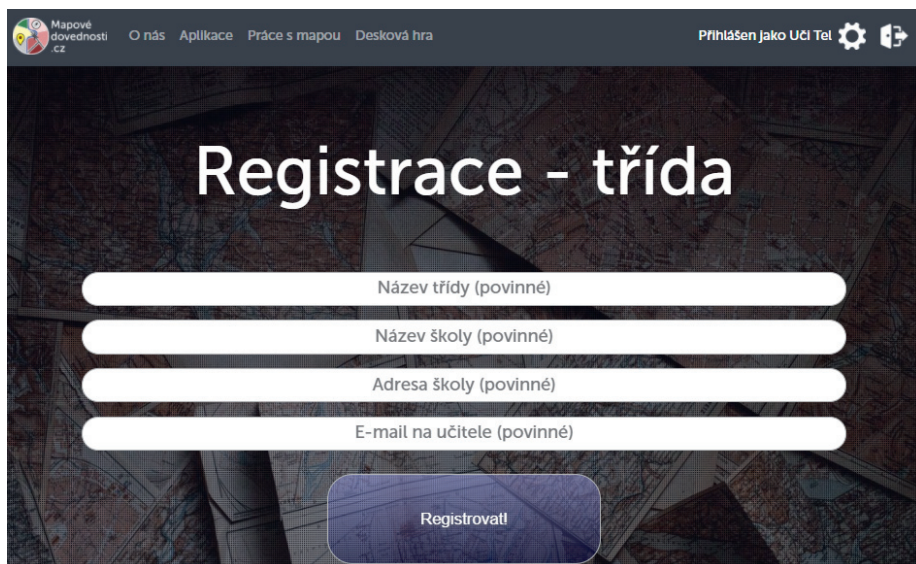 Mapové
dovednosti
.cz
O nás Aplikace Práce s mapou Desková hra
Přihlášen jako Uči Tel
Registrace - třída
Název třídy (povinné)
Název školy (povinné)
Adresa školy (povinné)
E-mail na učitele (povinné)
Registrovat!